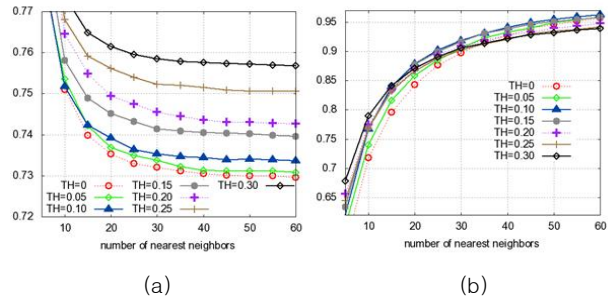 0.77
0.76
0.75
0.74
0.73
0.72
TH=0
TH=0.05
TH=0.10
TH=0.15
TH=0.20
TH=0.25
TH=0.30
10 20 30 40 50 60
number of nearest neighbors
(a)
0.95
0.9
0.85
0.8
0.75
0.7
0.65
TH=0
TH=0.05
TH=0.10
TH=0.15
TH=0.20
TH=0.25
TH=0.30
10 20 30 40 50 60
number of nearest neighbors
(b)